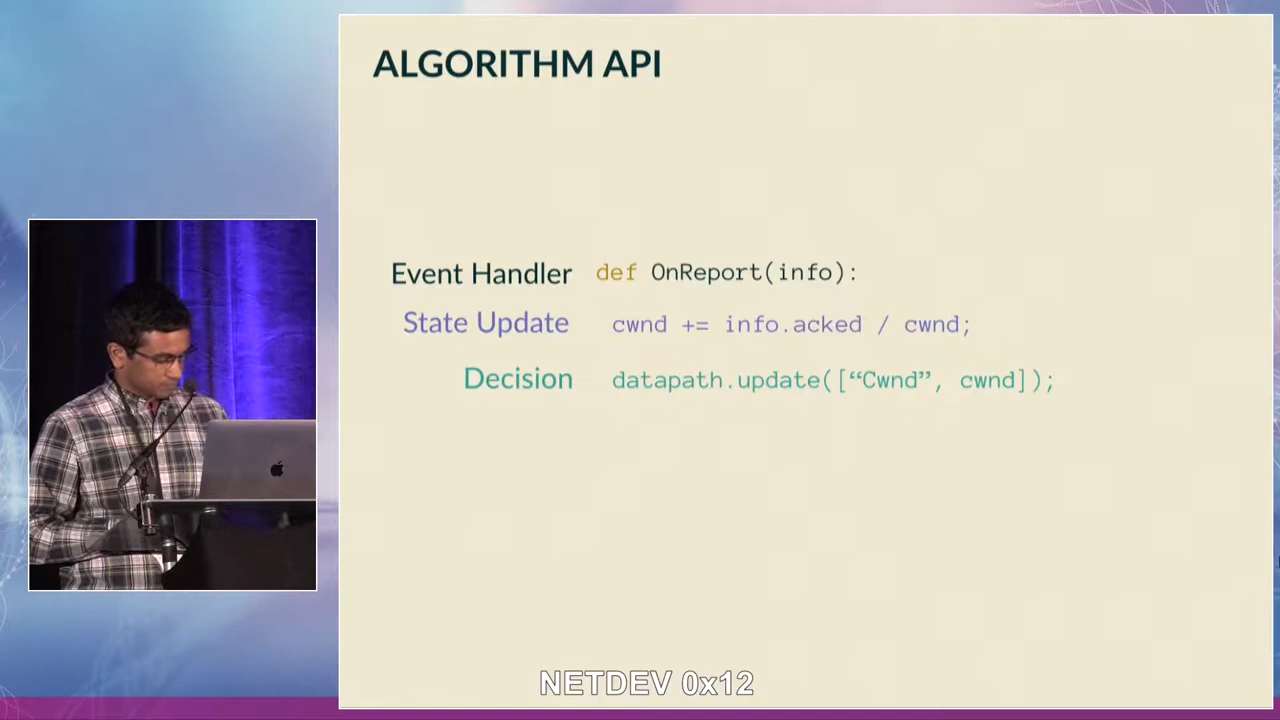 ALGORITHM API
Event Handler def OnReport(info):
State Update cwnd += info.acked / cwnd;
Decision datapath.update([“Cwnd”, cwnd]);
NETDEV 0x12